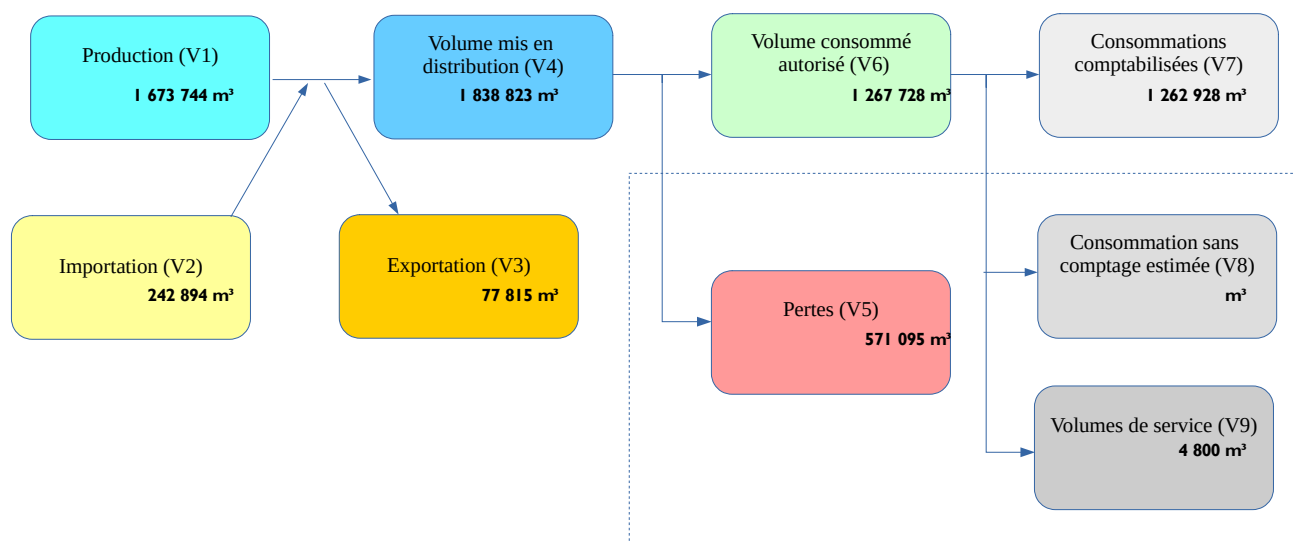 Production (V1)
1 673 744 m³
Volume mis en
distribution (V4)
1 838 823 m³
Volume consommé
autorisé (V6)
1 267 728 m³
Consommations
comptabilisées (V7)
1 262 928 m³
Importation (V2)
242 894 m³
Exportation (V3)
77 815 m³
Pertes (V5)
571 095 m³
Consommation sans
comptage estimée (V8)
m³
Volumes de service (V9)
4 800 m³